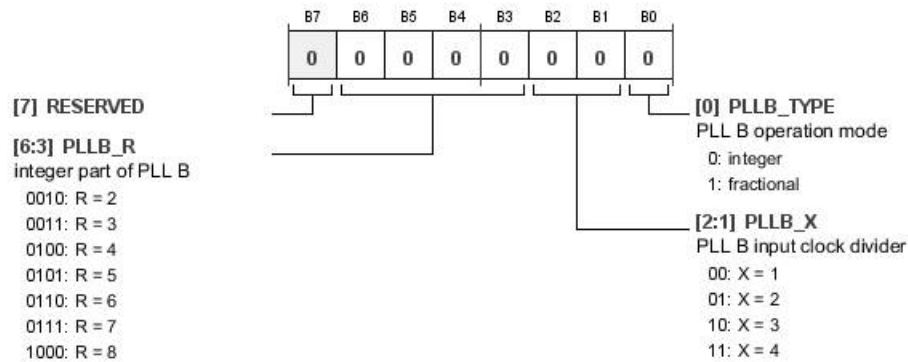 B7 B6 B5 B4 B3 B2 B1 B0
0 0 0 0 0 0 0 0
[7] RESERVED
[6:3] PLLB_R
integer part of PLL B
0010: R = 2
0011: R = 3
0100: R = 4
0101: R = 5
0110: R = 6
0111: R = 7
1000: R = 8
[0] PLLB_TYPE
PLL B operation mode
0: integer
1: fractional
[2:1] PLLB_X
PLL B input clock divider
00: X = 1
01: X = 2
10: X = 3
11: X = 4